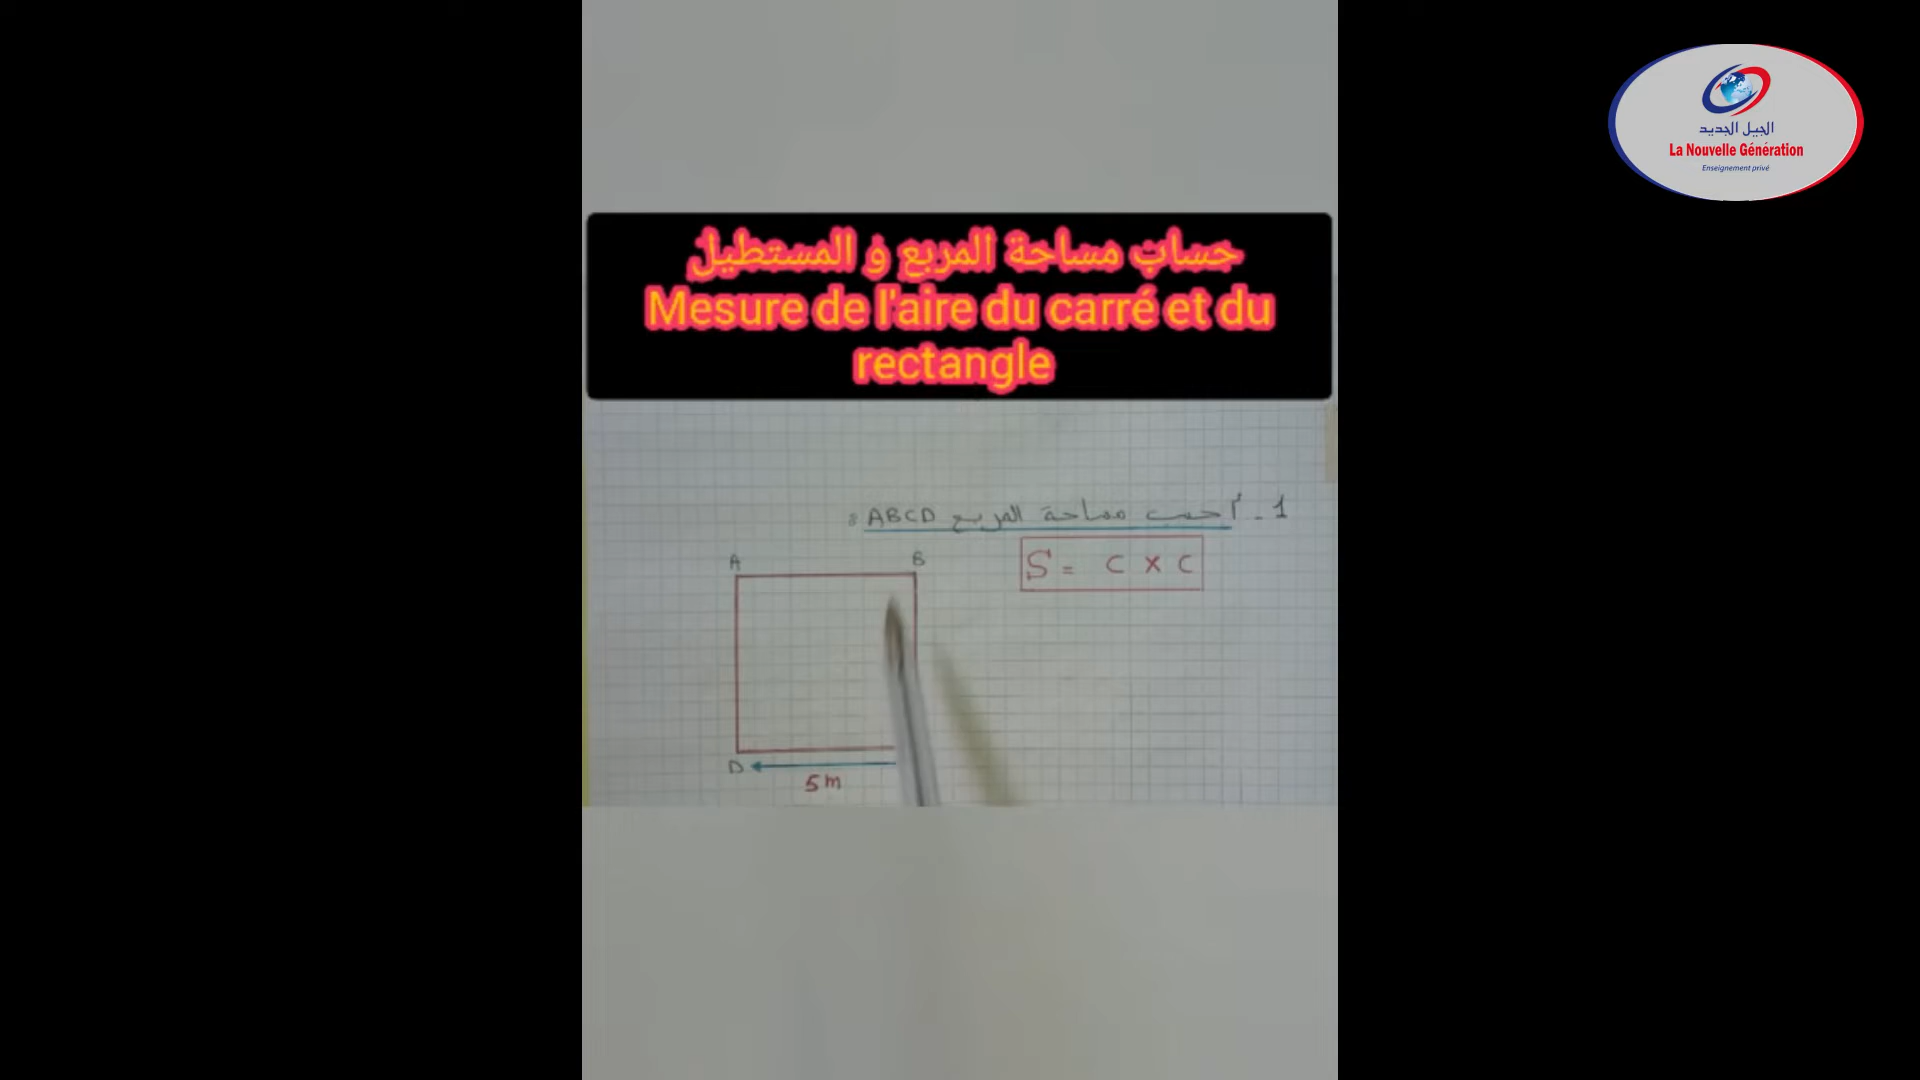 الجيل الجديد
La Nouvelle Génération
Enseignement privé
حساب مساحة المربع و المستطيل
Mesure de l'aire du carré et du
rectangle
1 - أحسب مساحة المربع ABCD :
S = C x C
A
B
D
5m